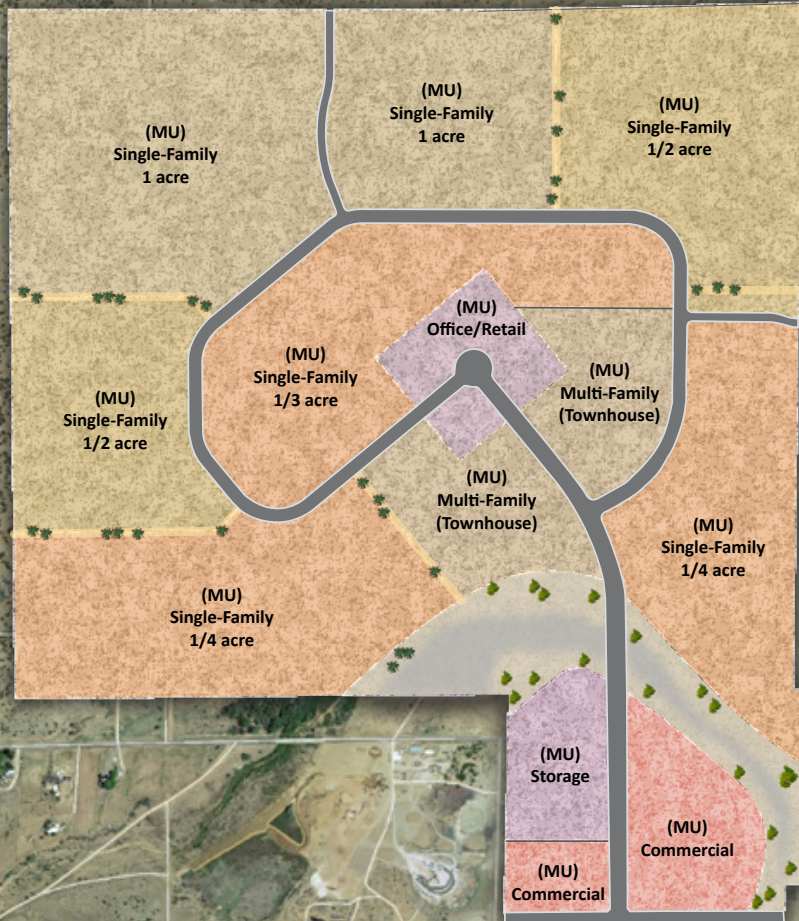 (MU)
Single-Family
1 acre
(MU)
Single-Family
1 acre
(MU)
Single-Family
1/2 acre
(MU)
Office/Retail
(MU)
Single-Family
1/3 acre
(MU)
Multi-Family
(Townhouse)
(MU)
Single-Family
1/2 acre
(MU)
Multi-Family
(Townhouse)
(MU)
Single-Family
1/4 acre
(MU)
Single-Family
1/4 acre
(MU)
Storage
(MU)
Commercial
(MU)
Commercial